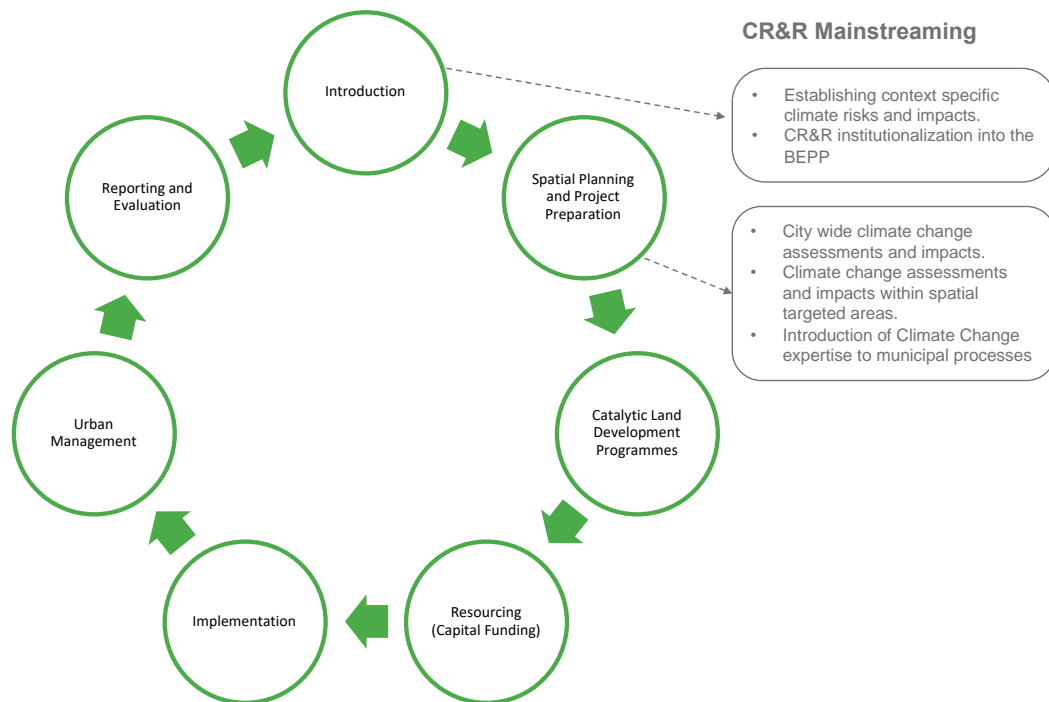 CR&R Mainstreaming
Introduction
• Establishing context specific
climate risks and impacts.
• CR&R institutionalization into the
BEPP
Spatial Planning
and Project
Preparation
• City wide climate change
assessments and impacts.
• Climate change assessments
and impacts within spatial
targeted areas.
• Introduction of Climate Change
expertise to municipal processes
Catalytic Land
Development
Programmes
Resourcing
(Capital Funding)
Implementation
Urban
Management
Reporting and
Evaluation